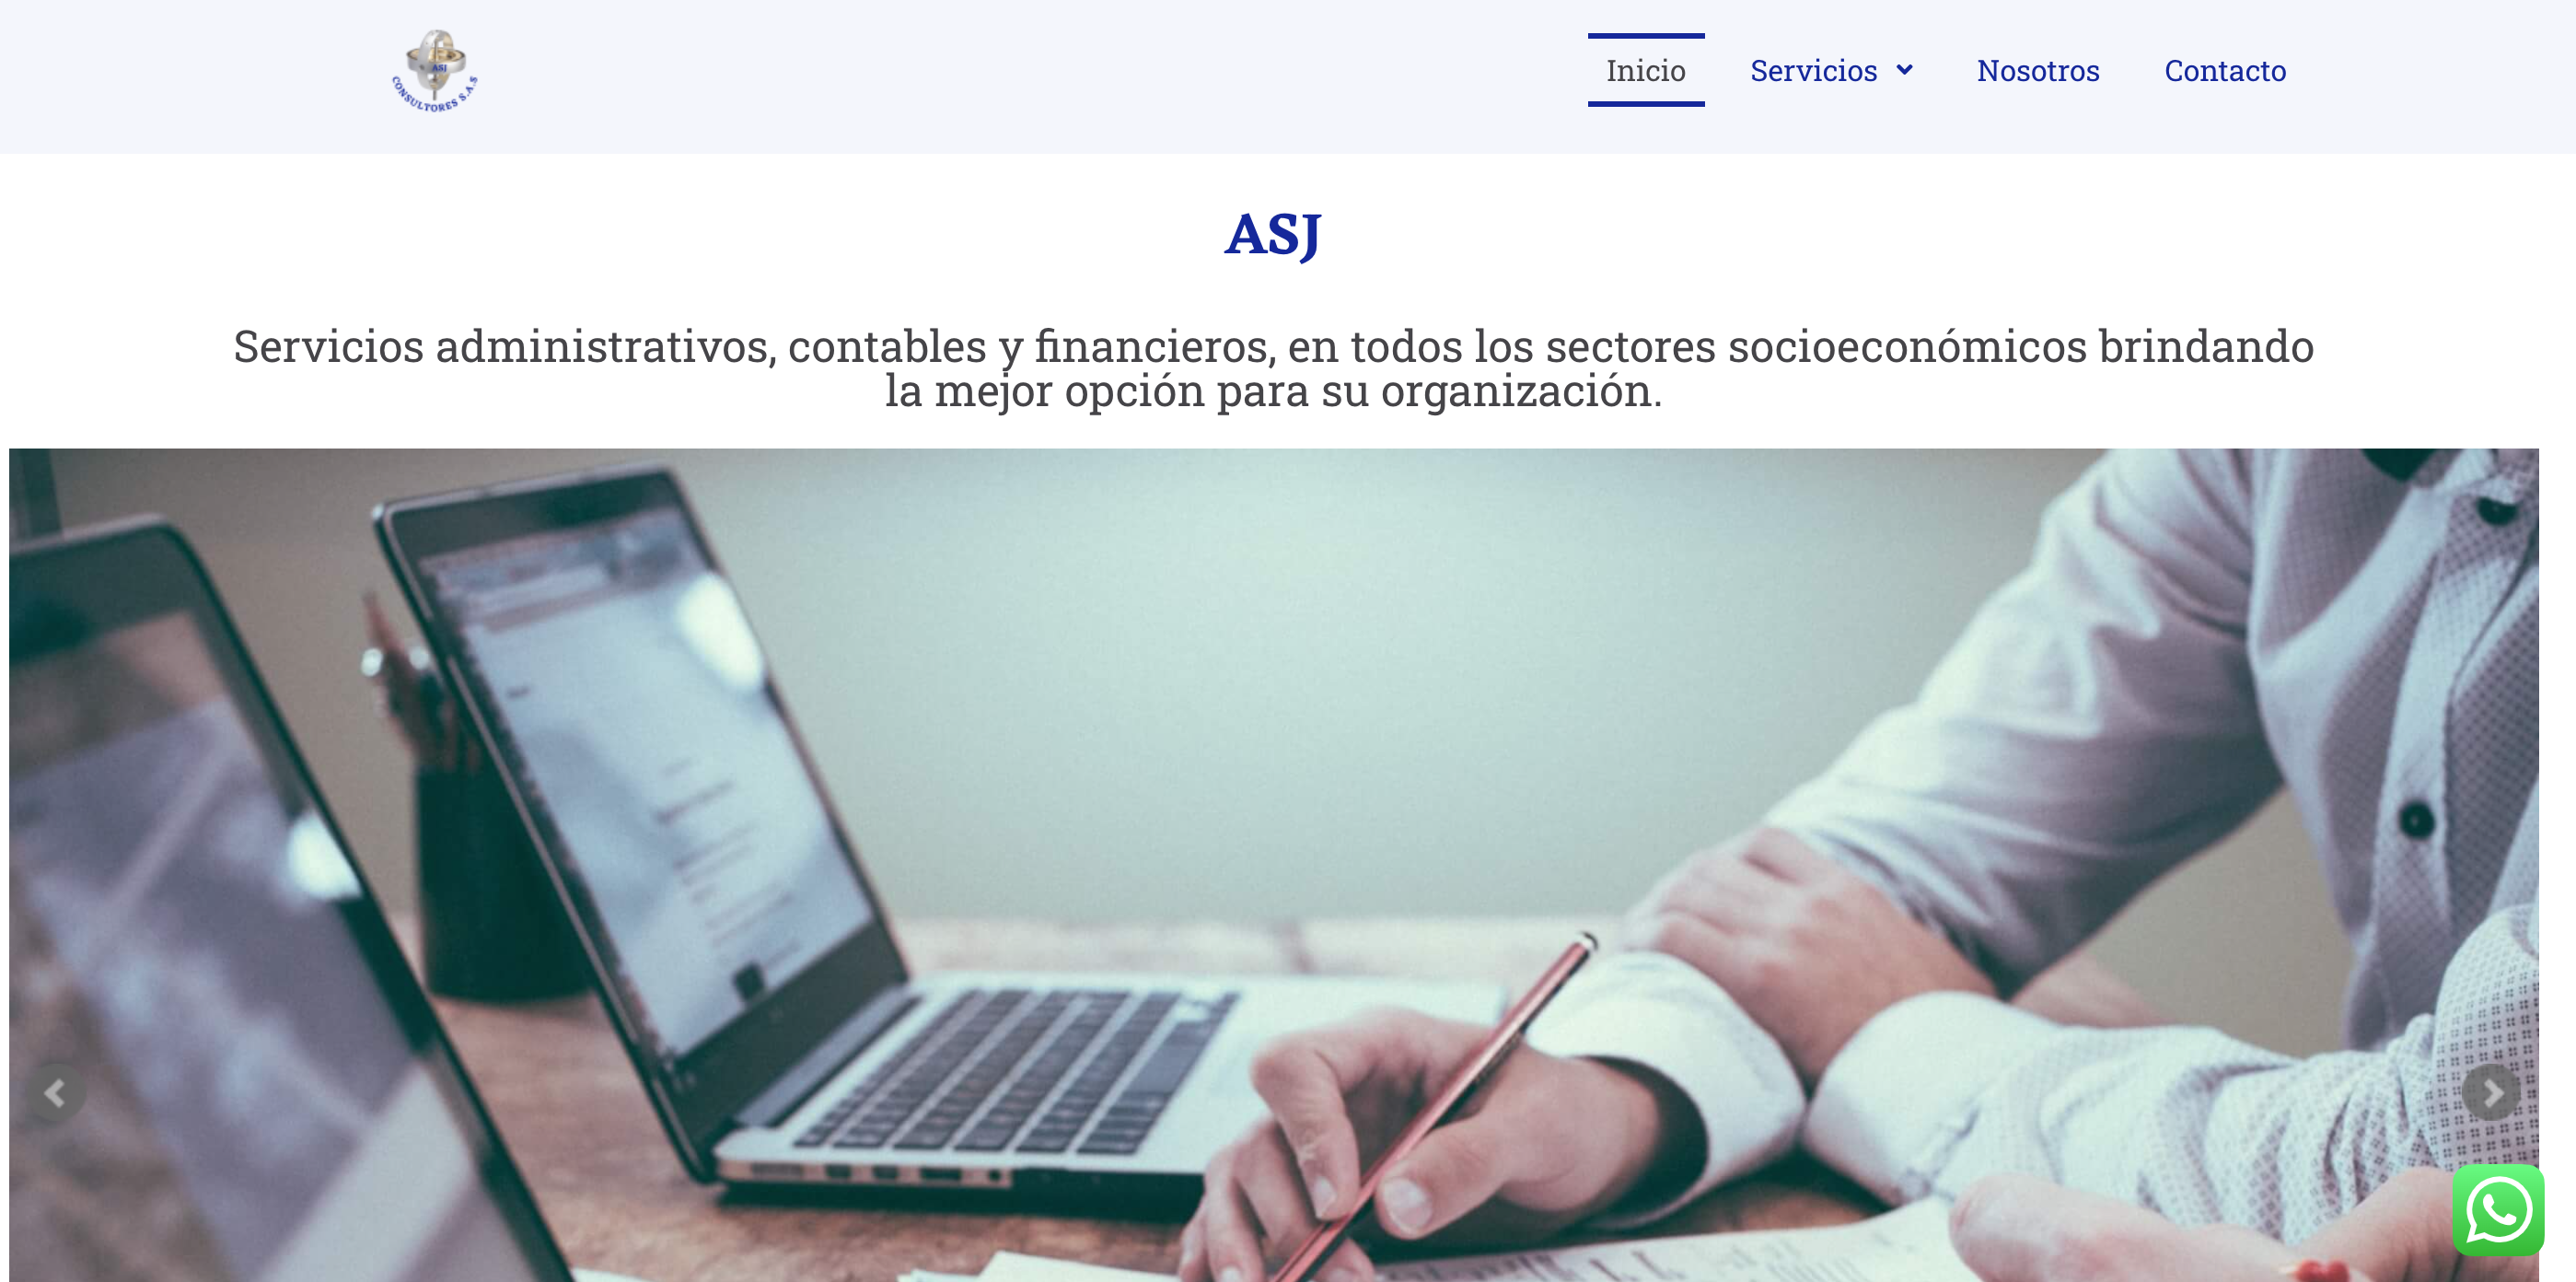 ASJ
CONSULTORES S.A.S
Inicio
Servicios
Nosotros
Contacto
ASJ
Servicios administrativos, contables y financieros, en todos los sectores socioeconómicos brindando
la mejor opción para su organización.